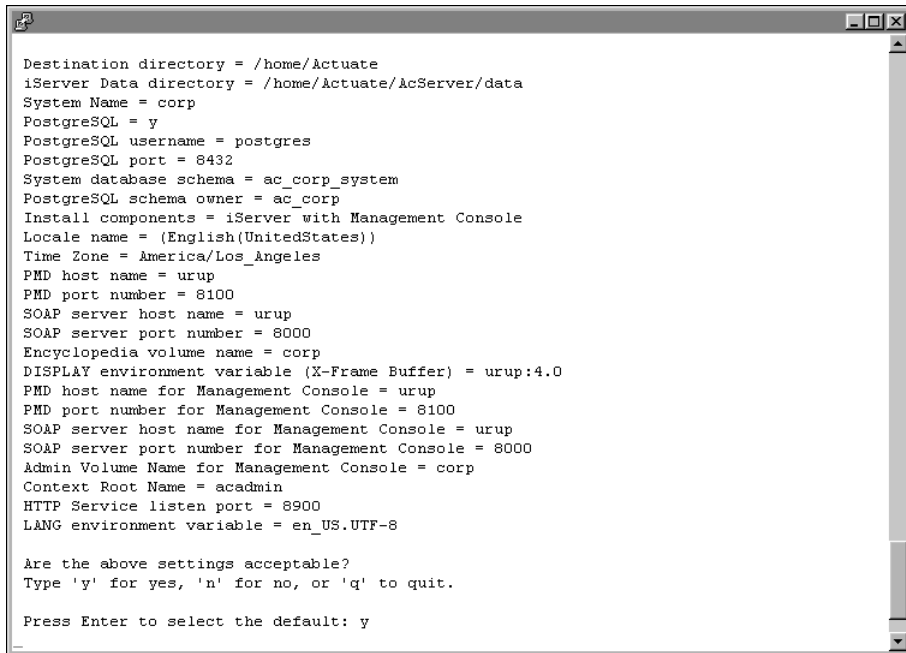 Destination directory = /home/Actuate
iServer Data directory = /home/Actuate/AcServer/data
System Name = corp
PostgreSQL = y
PostgreSQL username = postgres
PostgreSQL port = 8432
System database schema = ac_corp_system
PostgreSQL schema owner = ac_corp
Install components = iServer with Management Console
Locale name = (English(UnitedStates))
Time Zone = America/Los_Angeles
PMD host name = urup
PMD port number = 8100
SOAP server host name = urup
SOAP server port number = 8000
Encyclopedia volume name = corp
DISPLAY environment variable (X-Frame Buffer) = urup:4.0
PMD host name for Management Console = urup
PMD port number for Management Console = 8100
SOAP server host name for Management Console = urup
SOAP server port number for Management Console = 8000
Admin Volume Name for Management Console = corp
Context Root Name = acadmin
HTTP Service listen port = 8900
LANG environment variable = en_US.UTF-8
Are the above settings acceptable?
Type 'y' for yes, 'n' for no, or 'q' to quit.
Press Enter to select the default: y